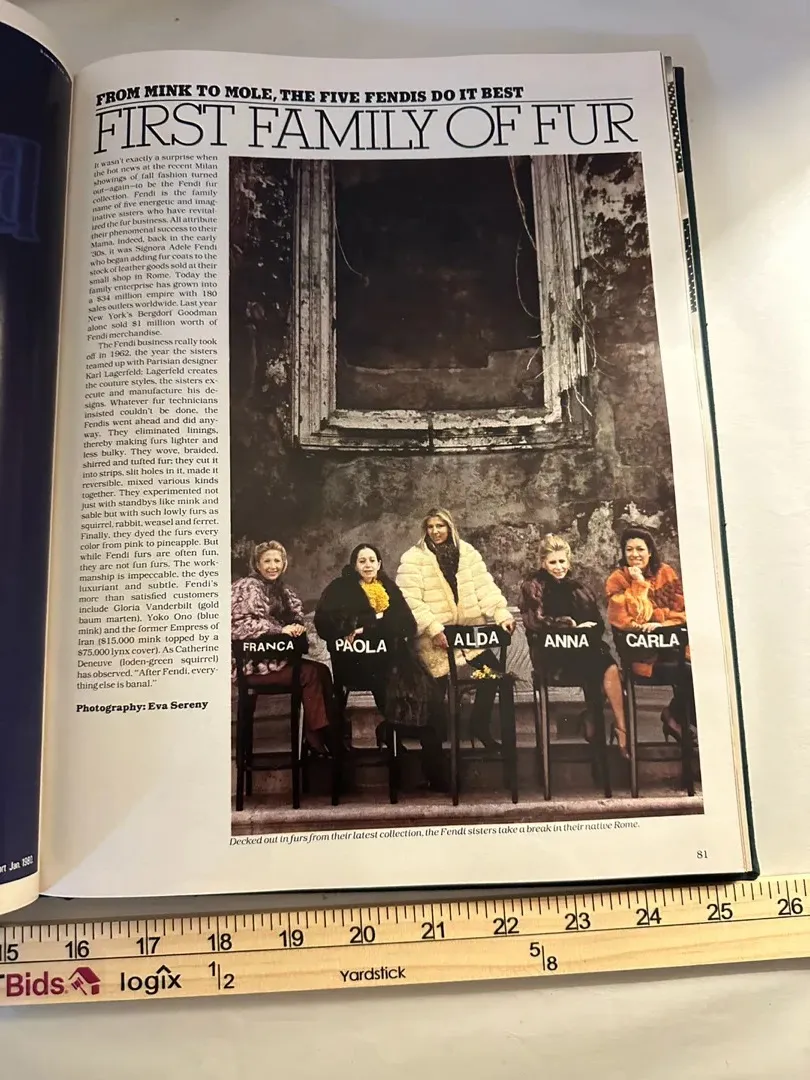 FROM MINK TO MOLE, THE FIVE FENDIS DO IT BEST
FIRST FAMILY OF FUR
It wasn't exactly a surprise when
the hot news at the recent Milan
showings of fall fashion turned
out—again—to be the Fendi fur
collection. Fendi is the family
name of five energetic and imag-
inative sisters who have revital-
ized the fur business. All attribute
their phenomenal success to their
Mama. Indeed, back in the early
'30s, it was Signora Adele Fendi
who began adding fur coats to the
stock of leather goods sold at their
small shop in Rome. Today the
family enterprise has grown into
a $34 million empire with 180
sales outlets worldwide. Last year
New York's Bergdorf Goodman
alone sold $1 million worth of
Fendi merchandise.
The Fendi business really took
off in 1962, the year the sisters
teamed up with Parisian designer
Karl Lagerfeld; Lagerfeld creates
the couture styles, the sisters ex-
ecute and manufacture his de-
signs. Whatever fur technicians
insisted couldn't be done, the
Fendis went ahead and did any-
way. They eliminated linings,
thereby making furs lighter and
less bulky. They wove, braided,
shirred and tufted fur; they cut it
into strips, slit holes in it, made it
reversible, mixed various kinds
together. They experimented not
just with standbys like mink and
sable but with such lowly furs as
squirrel, rabbit, weasel and ferret.
Finally, they dyed the furs every
color from pink to pineapple. But
while Fendi furs are often fun,
they are not fun furs. The work-
manship is impeccable, the dyes
luxuriant and subtle. Fendi's
more than satisfied customers
include Gloria Vanderbilt (gold
baum marten), Yoko Ono (blue
mink) and the former Empress of
Iran ($15,000 mink topped by a
$75,000 lynx cover). As Catherine
Deneuve (loden-green squirrel)
has observed, "After Fendi, every-
thing else is banal."
Photography: Eva Sereny
FRANCA
PAOLA
ALDA
ANNA
CARLA
Decked out in furs from their latest collection, the Fendi sisters take a break in their native Rome.
81
Jan. 1980
15 16 17 18 19 20 21 22 23 24 25 26
Bids logix 1/2 Yardstick 5/8